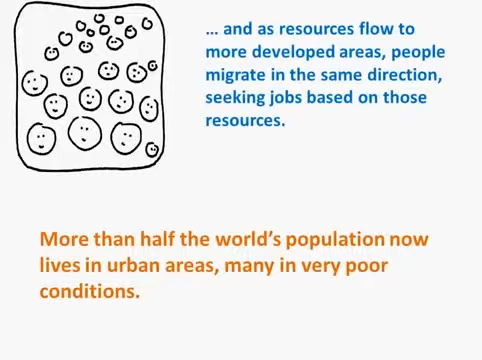 … and as resources flow to
more developed areas, people
migrate in the same direction,
seeking jobs based on those
resources.
More than half the world’s population now
lives in urban areas, many in very poor
conditions.